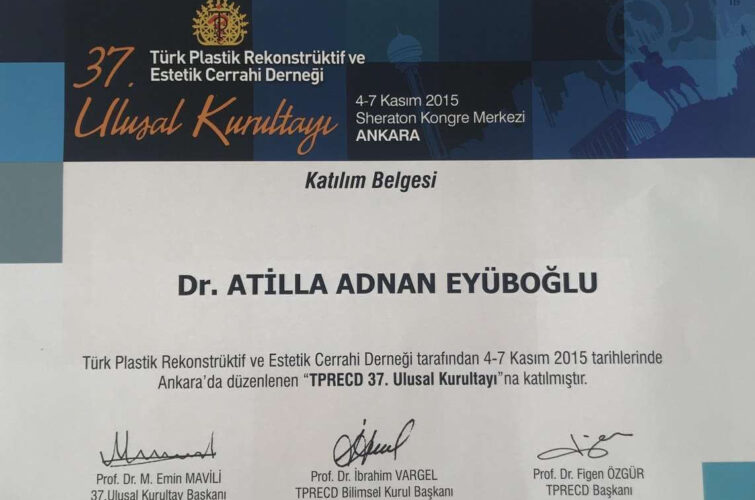 37. Türk Plastik Rekonstrüktif ve
Estetik Cerrahi Derneği
Ulusal Kurultayı
4-7 Kasım 2015
Sheraton Kongre Merkezi
ANKARA
Katılım Belgesi
Dr. ATİLLA ADNAN EYÜBOĞLU
Türk Plastik Rekonstrüktif ve Estetik Cerrahi Derneği tarafından 4-7 Kasım 2015 tarihlerinde
Ankara'da düzenlenen “TPRECD 37. Ulusal Kurultayı”na katılmıştır.
Prof. Dr. M. Emin MAVİLİ
37.Ulusal Kurultay Başkanı
Prof. Dr. İbrahim VARGEL
TPRECD Bilimsel Kurul Başkanı
Prof. Dr. Figen ÖZGÜR
TPRECD Başkanı